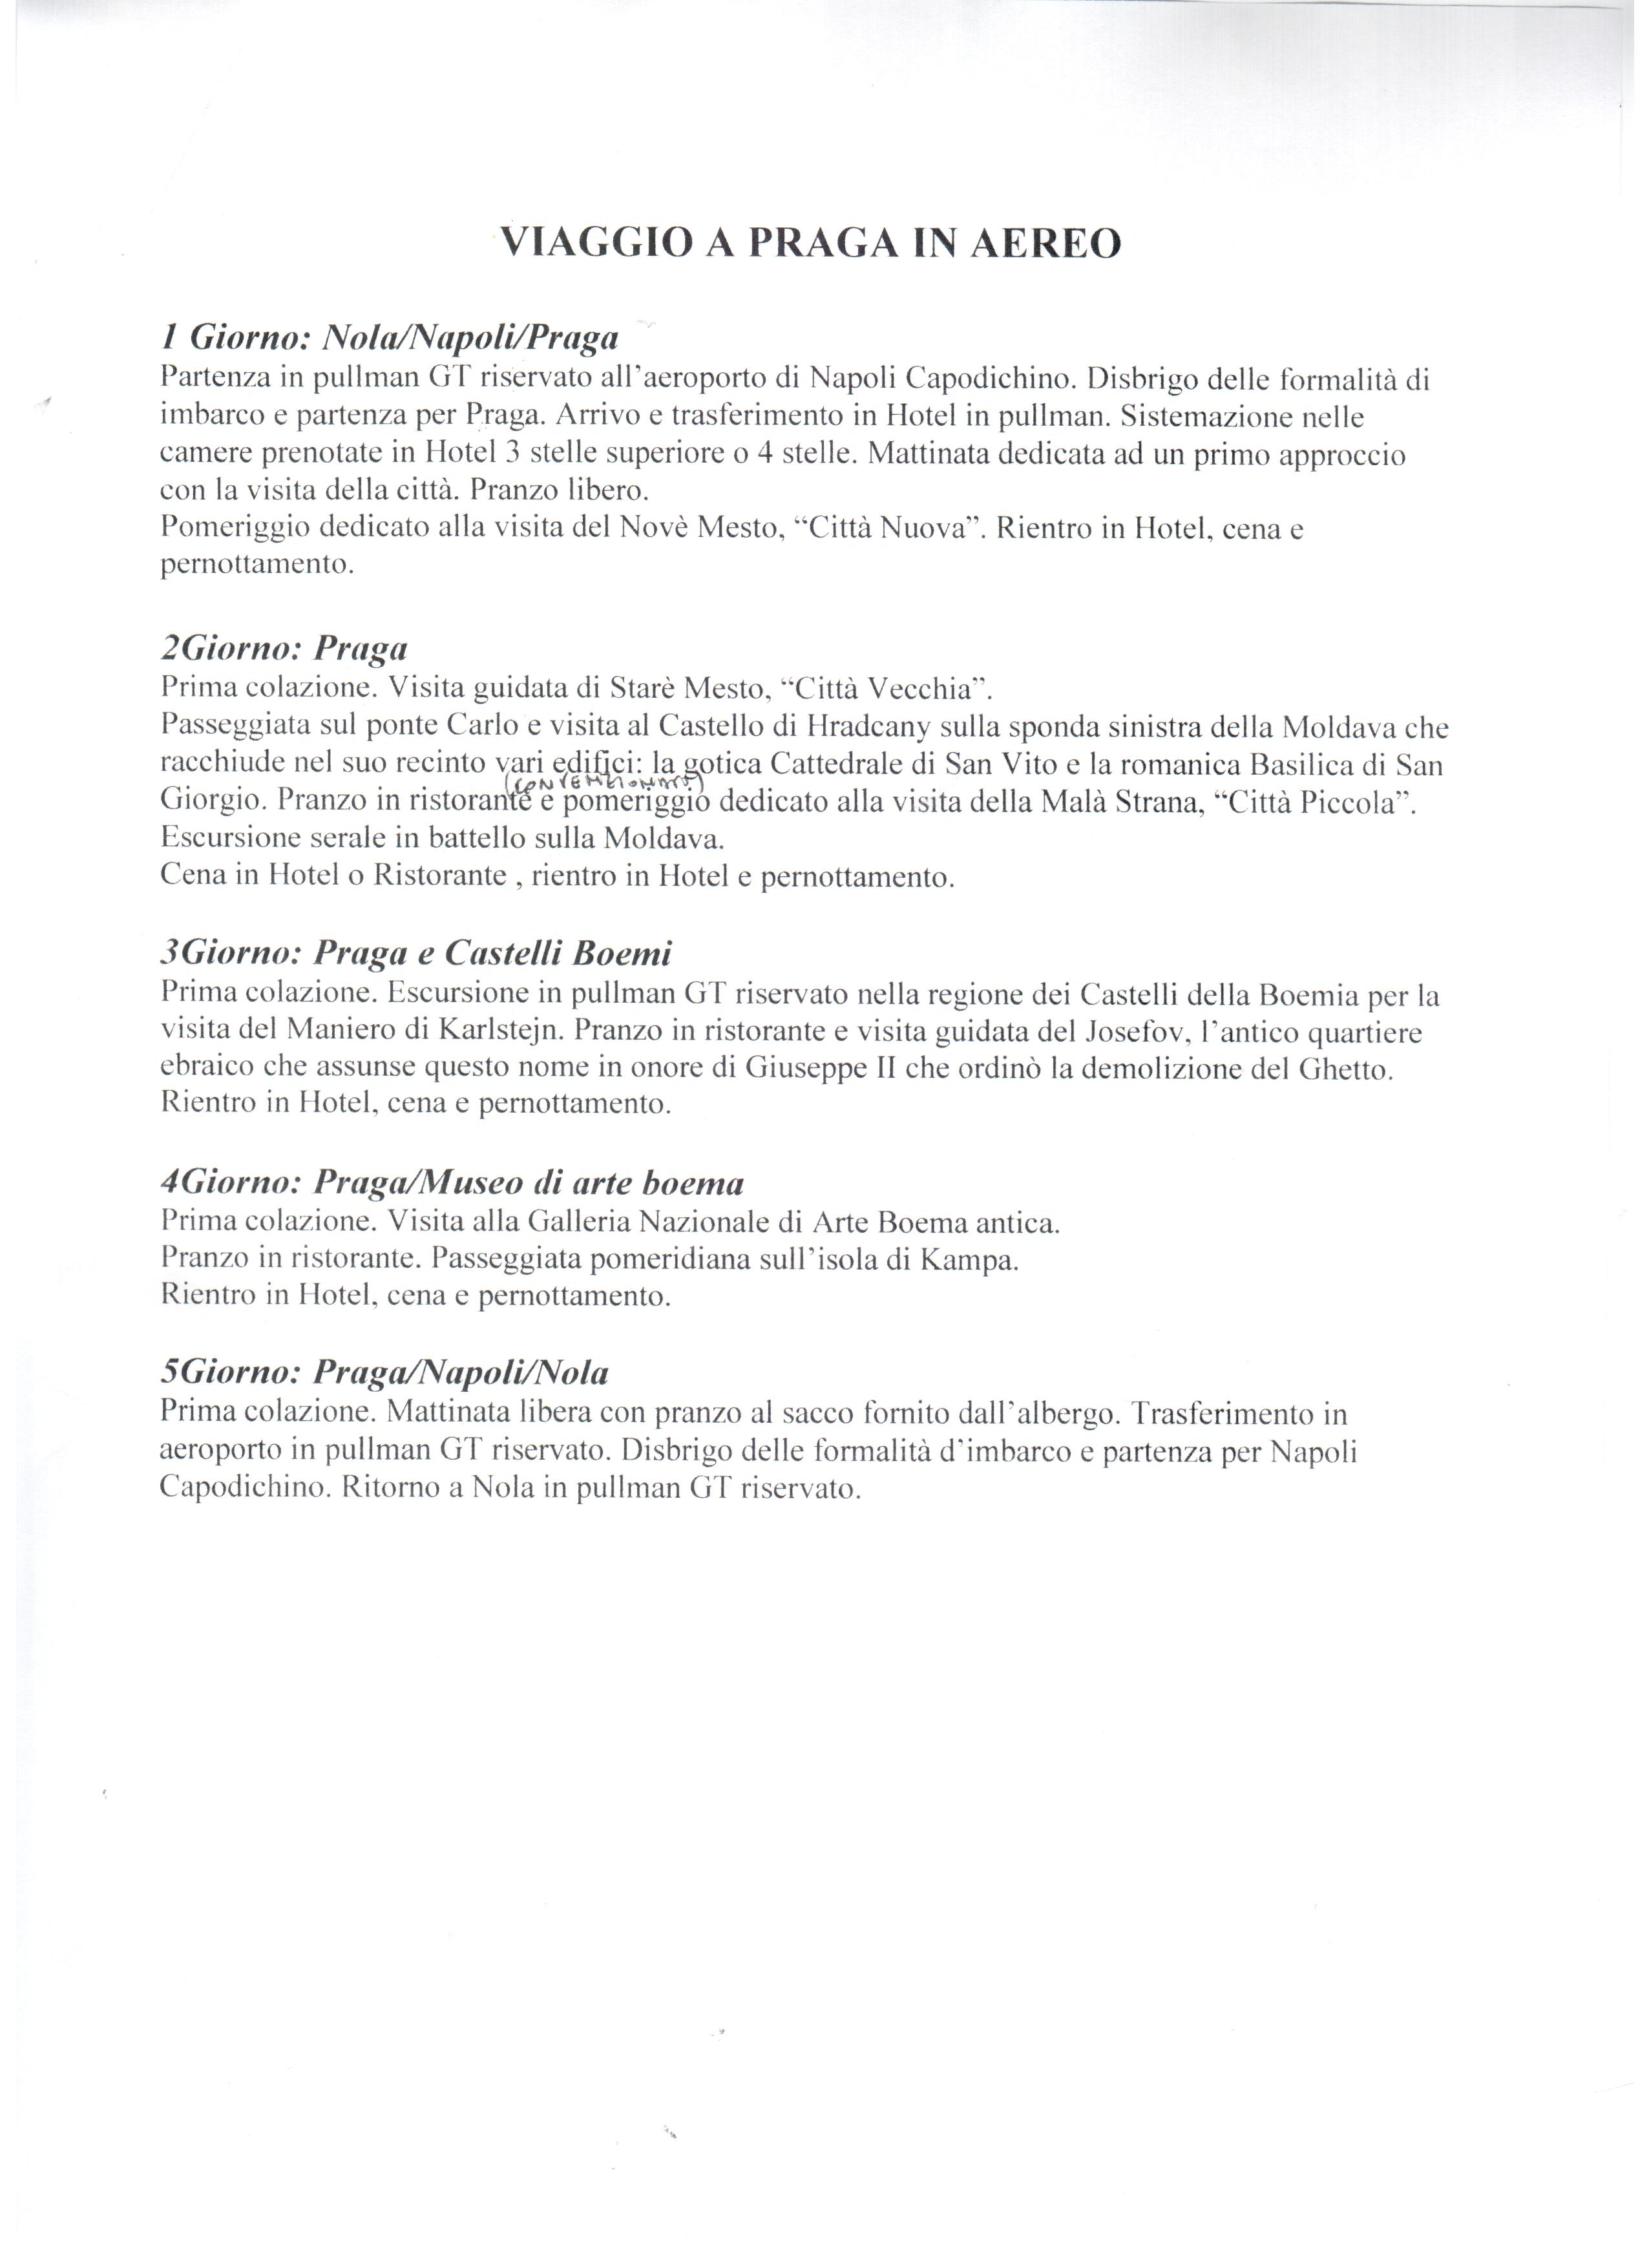 VIAGGIO A PRAGA IN AEREO
1 Giorno: Nola/Napoli/Praga
Partenza in pullman GT riservato all’aeroporto di Napoli Capodichino. Disbrigo delle formalità di
imbarco e partenza per Praga. Arrivo e trasferimento in Hotel in pullman. Sistemazione nelle
camere prenotate in Hotel 3 stelle superiore o 4 stelle. Mattinata dedicata ad un primo approccio
con la visita della città. Pranzo libero.
Pomeriggio dedicato alla visita del Novè Mesto, “Città Nuova”. Rientro in Hotel, cena e
pernottamento.
2Giorno: Praga
Prima colazione. Visita guidata di Starè Mesto, “Città Vecchia”.
Passeggiata sul ponte Carlo e visita al Castello di Hradcany sulla sponda sinistra della Moldava che
racchiude nel suo recinto vari edifici: la gotica Cattedrale di San Vito e la romanica Basilica di San
(CONVENZIONATO)
Giorgio. Pranzo in ristorante e pomeriggio dedicato alla visita della Malà Strana, “Città Piccola”.
Escursione serale in battello sulla Moldava.
Cena in Hotel o Ristorante , rientro in Hotel e pernottamento.
3Giorno: Praga e Castelli Boemi
Prima colazione. Escursione in pullman GT riservato nella regione dei Castelli della Boemia per la
visita del Maniero di Karlstejn. Pranzo in ristorante e visita guidata del Josefov, l’antico quartiere
ebraico che assunse questo nome in onore di Giuseppe II che ordinò la demolizione del Ghetto.
Rientro in Hotel, cena e pernottamento.
4Giorno: Praga/Museo di arte boema
Prima colazione. Visita alla Galleria Nazionale di Arte Boema antica.
Pranzo in ristorante. Passeggiata pomeridiana sull’isola di Kampa.
Rientro in Hotel, cena e pernottamento.
5Giorno: Praga/Napoli/Nola
Prima colazione. Mattinata libera con pranzo al sacco fornito dall’albergo. Trasferimento in
aeroporto in pullman GT riservato. Disbrigo delle formalità d’imbarco e partenza per Napoli
Capodichino. Ritorno a Nola in pullman GT riservato.